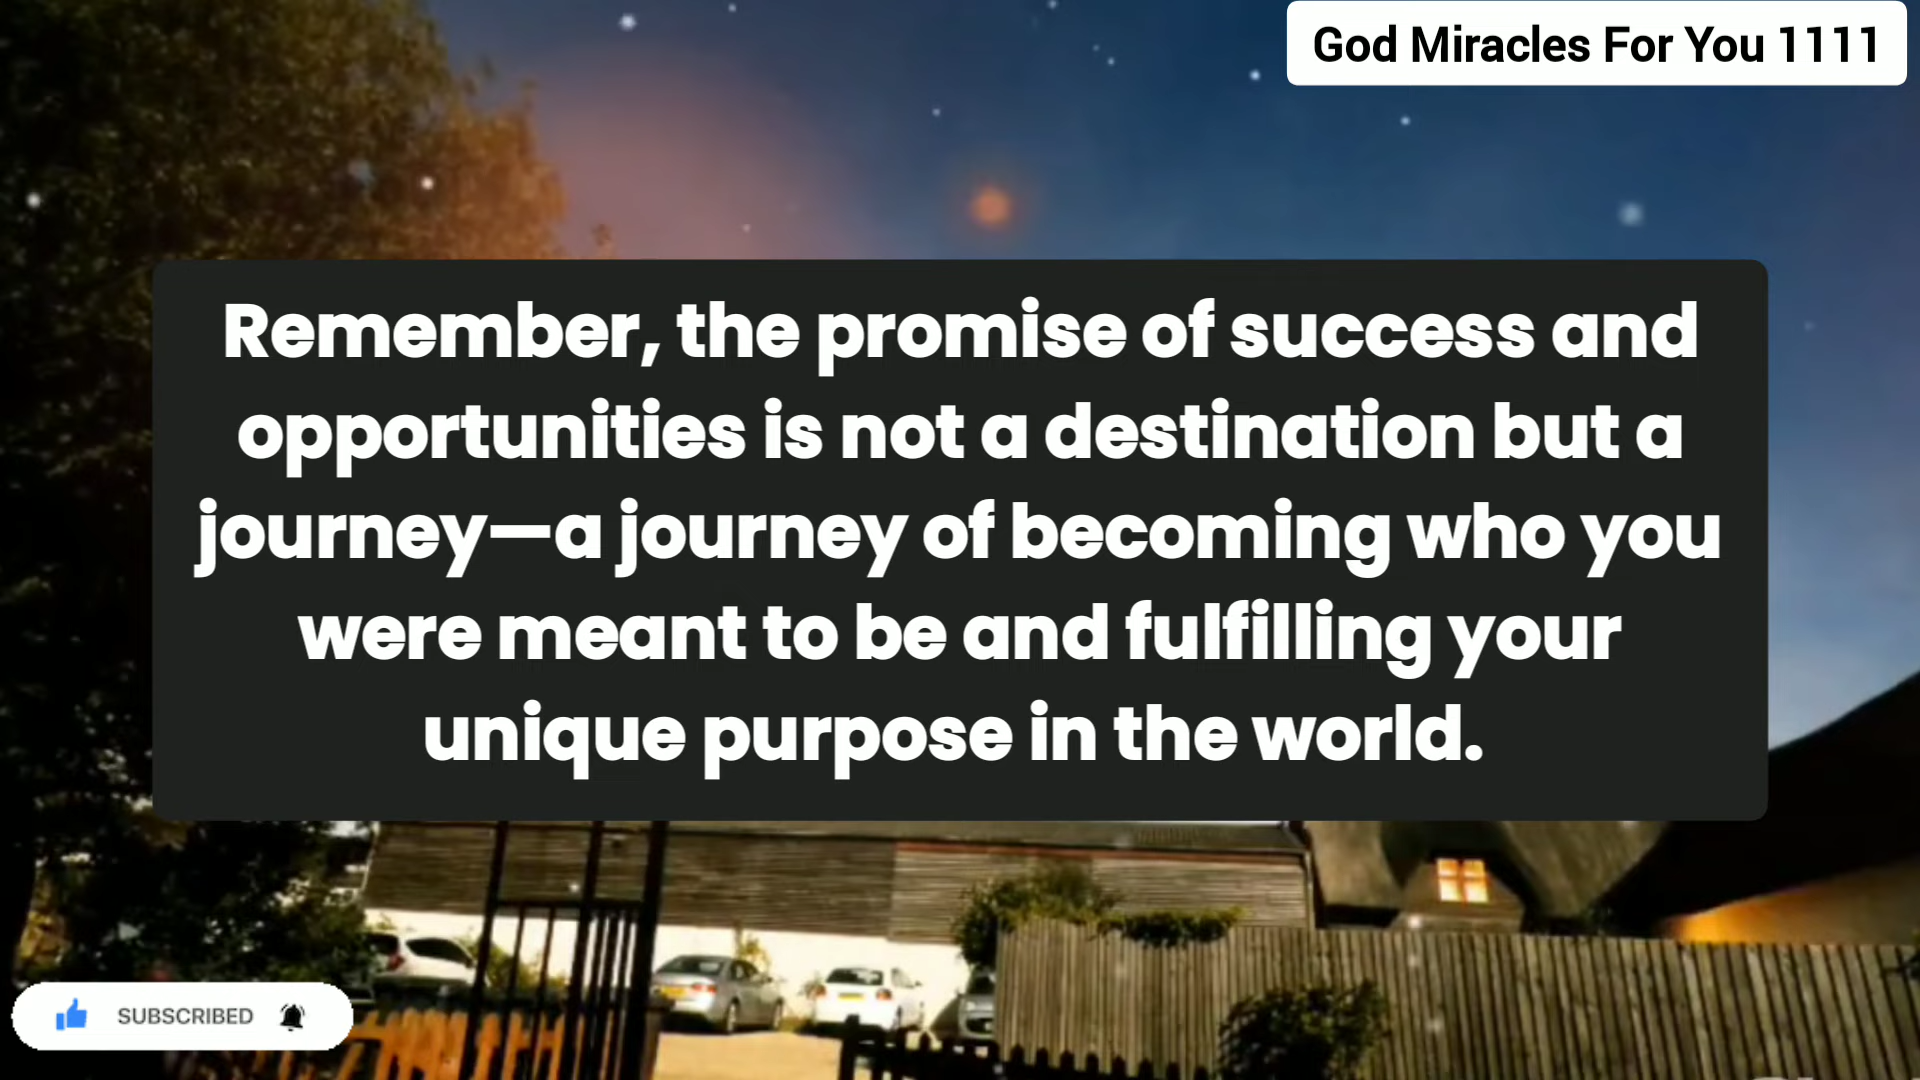 God Miracles For You 1111
Remember, the promise of success and
opportunities is not a destination but a
journey—a journey of becoming who you
were meant to be and fulfilling your
unique purpose in the world.
SUBSCRIBED